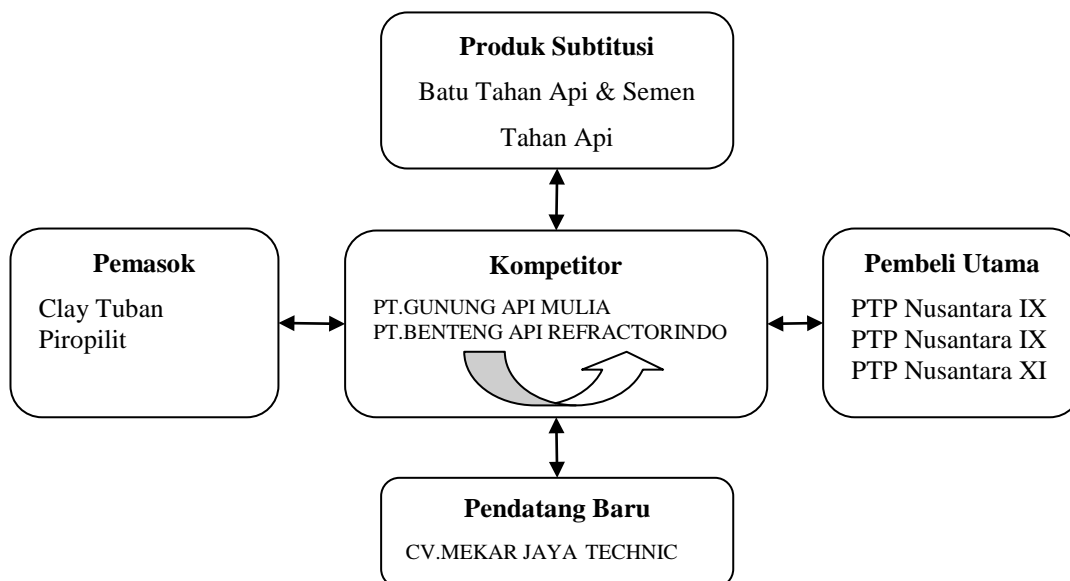 Produk Subtitusi
Batu Tahan Api & Semen
Tahan Api
Pemasok
Clay Tuban
Piropilit
Kompetitor
PT.GUNUNG API MULIA
PT.BENTENG API REFRACTORINDO
Pembeli Utama
PTP Nusantara IX
PTP Nusantara IX
PTP Nusantara XI
Pendatang Baru
CV.MEKAR JAYA TECHNIC